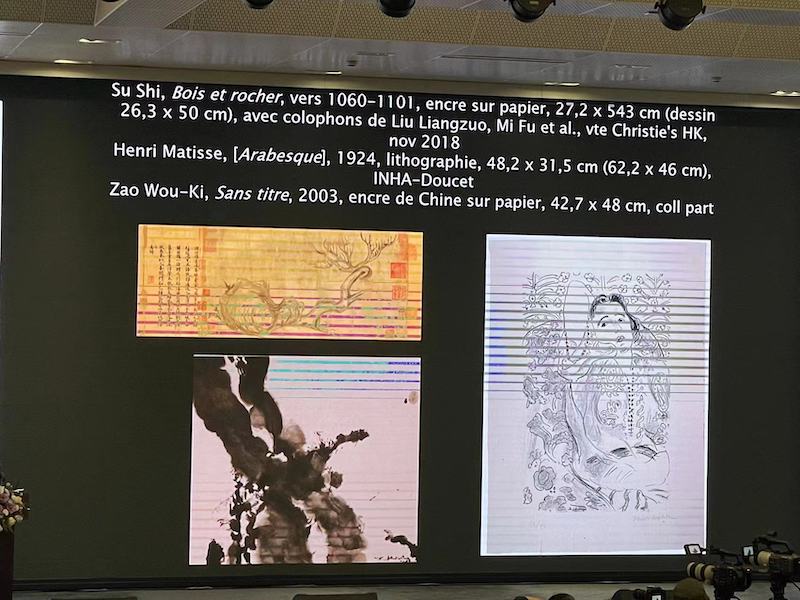 Su Shi, Bois et rocher, vers 1060-1101, encre sur papier, 27,2 x 543 cm (dessin
26,3 x 50 cm), avec colophons de Liu Liangzuo, Mi Fu et al., vte Christie's HK,
nov 2018
Henri Matisse, [Arabesque], 1924, lithographie, 48,2 x 31,5 cm (62,2 x 46 cm),
INHA-Doucet
Zao Wou-Ki, Sans titre, 2003, encre de Chine sur papier, 42,7 x 48 cm, coll part